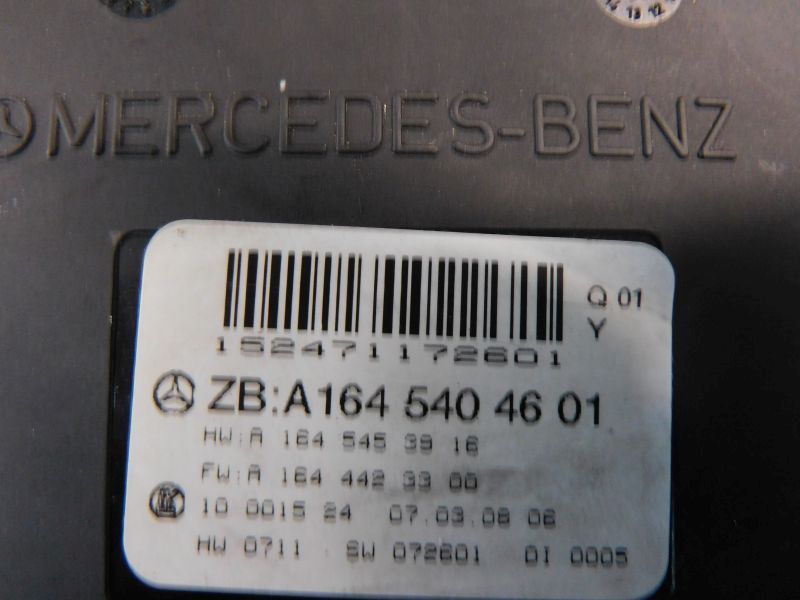 MERCEDES-BENZ
Q 01
Y
152471172601
ZB:A164 540 46 01
HW:A 164 545 39 16
FW:A 164 442 33 00
10 0015 24 07.03.08 06
HW 0711 SW 072601 DI 0005